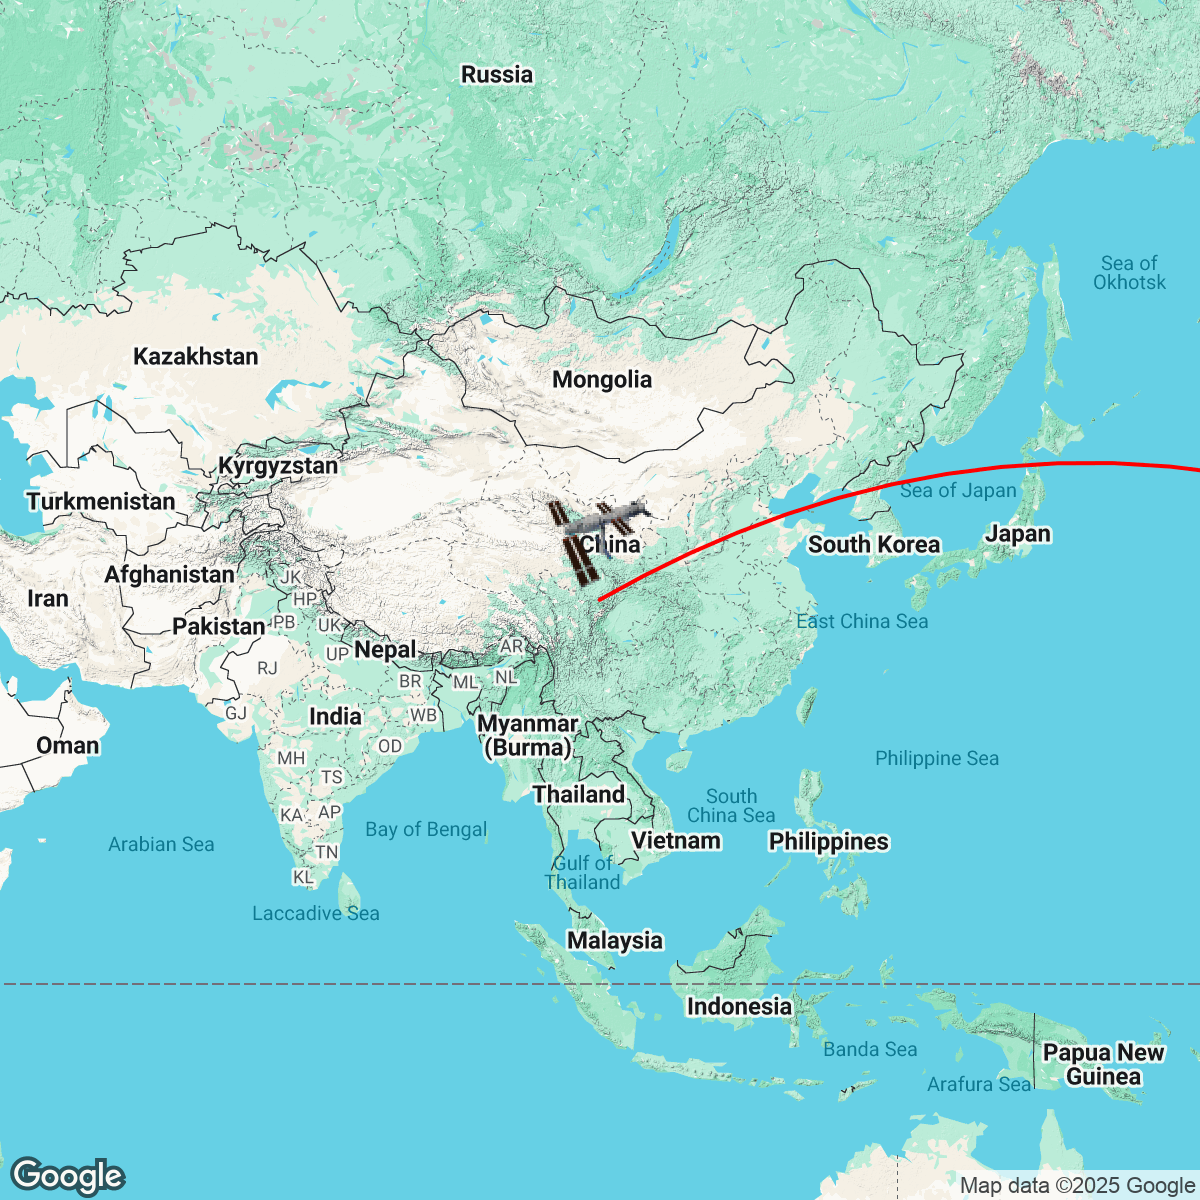 Russia
Sea of
Okhotsk
Kazakhstan
Mongolia
Kyrgyzstan
Turkmenistan
Sea of Japan
Japan
China
South Korea
Afghanistan
JK
HP
Iran
Pakistan
PB
UK
East China Sea
Nepal
UP
AR
RJ
BR
ML
NL
GJ
India
WB
Myanmar
(Burma)
Oman
OD
MH
Philippine Sea
TS
Thailand
South
China Sea
KA
AP
Bay of Bengal
Arabian Sea
TN
Vietnam
Philippines
Gulf of
Thailand
KL
Laccadive Sea
Malaysia
Indonesia
Banda Sea
Papua New
Guinea
Arafura Sea
Google
Map data ©2025 Google